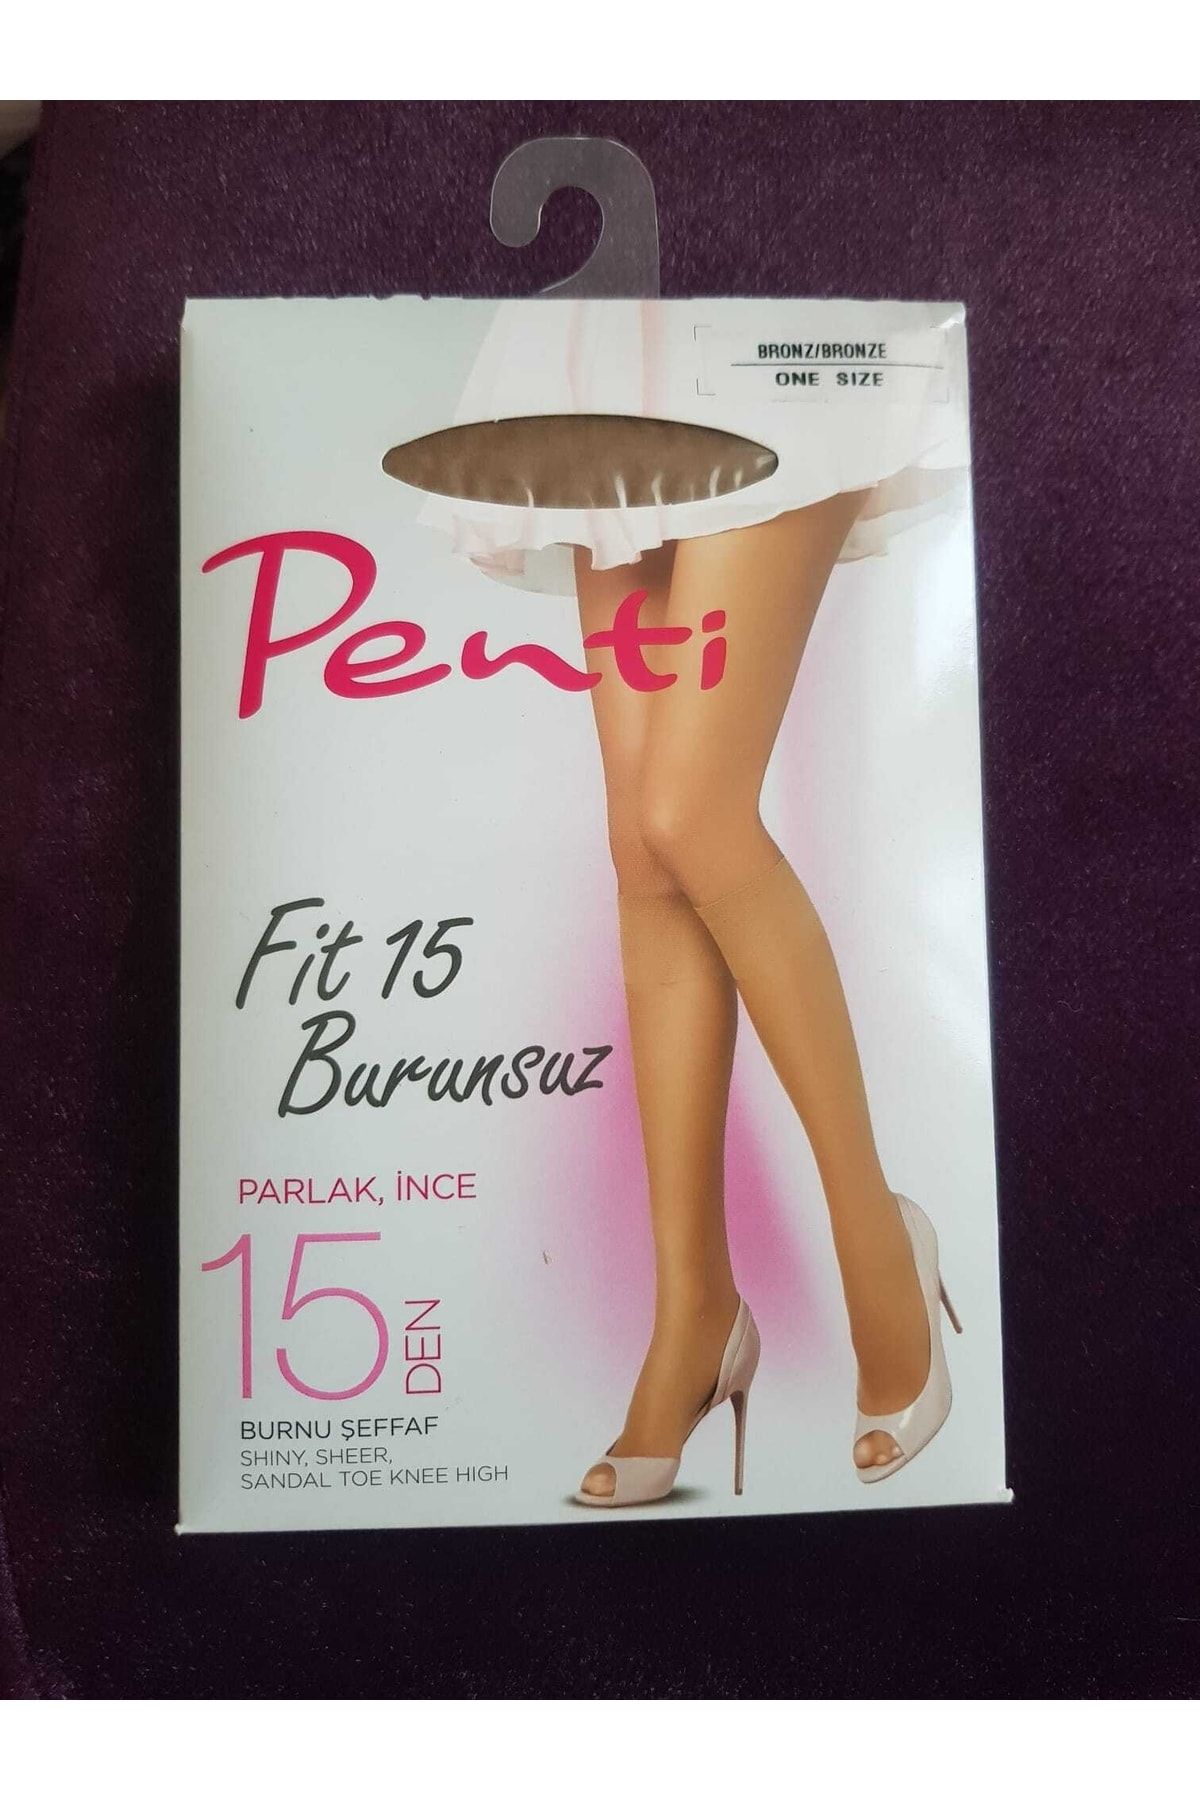 BRONZ/BRONZE
ONE SIZE
Penti
Fit 15
Burunsuz
PARLAK, İNCE
15 DEN
BURNU ŞEFFAF
SHINY, SHEER,
SANDAL TOE KNEE HIGH